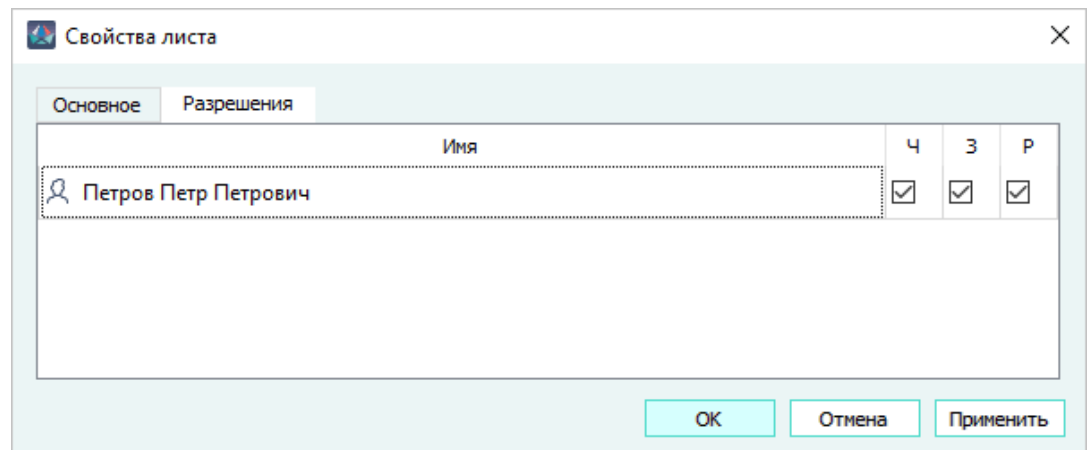 Свойства листа
Основное Разрешения
Имя Ч З Р
Петров Петр Петрович
OK Отмена Применить